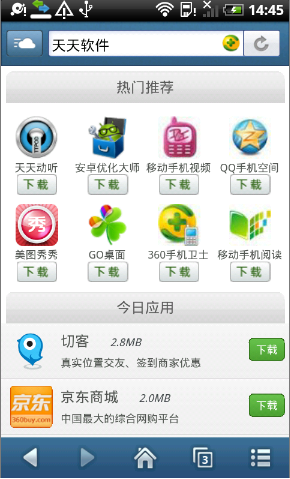 14:45
天天软件
热门推荐
天天动听 安卓优化大师 移动手机视频 QQ手机空间
下载 下载 下载 下载
秀
美图秀秀 GO桌面 360手机卫士 移动手机阅读
下载 下载 下载 下载
今日应用
切客 2.8MB
真实位置交友、签到商家优惠
下载
京东
360buy.com
京东商城 2.0MB
中国最大的综合网购平台
下载
3